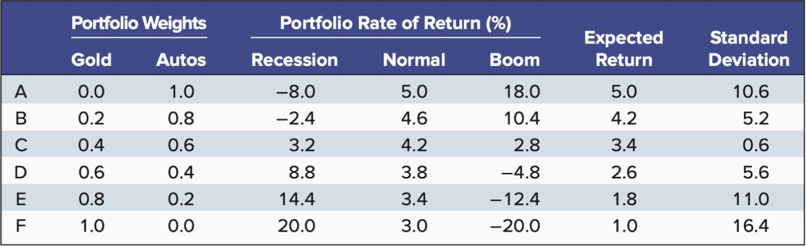 Portfolio Weights Portfolio Rate of Return (%) Expected Return Standard Deviation
Gold Autos Recession Normal Boom
A 0.0 1.0 −8.0 5.0 18.0 5.0 10.6
B 0.2 0.8 −2.4 4.6 10.4 4.2 5.2
C 0.4 0.6 3.2 4.2 2.8 3.4 0.6
D 0.6 0.4 8.8 3.8 −4.8 2.6 5.6
E 0.8 0.2 14.4 3.4 −12.4 1.8 11.0
F 1.0 0.0 20.0 3.0 −20.0 1.0 16.4